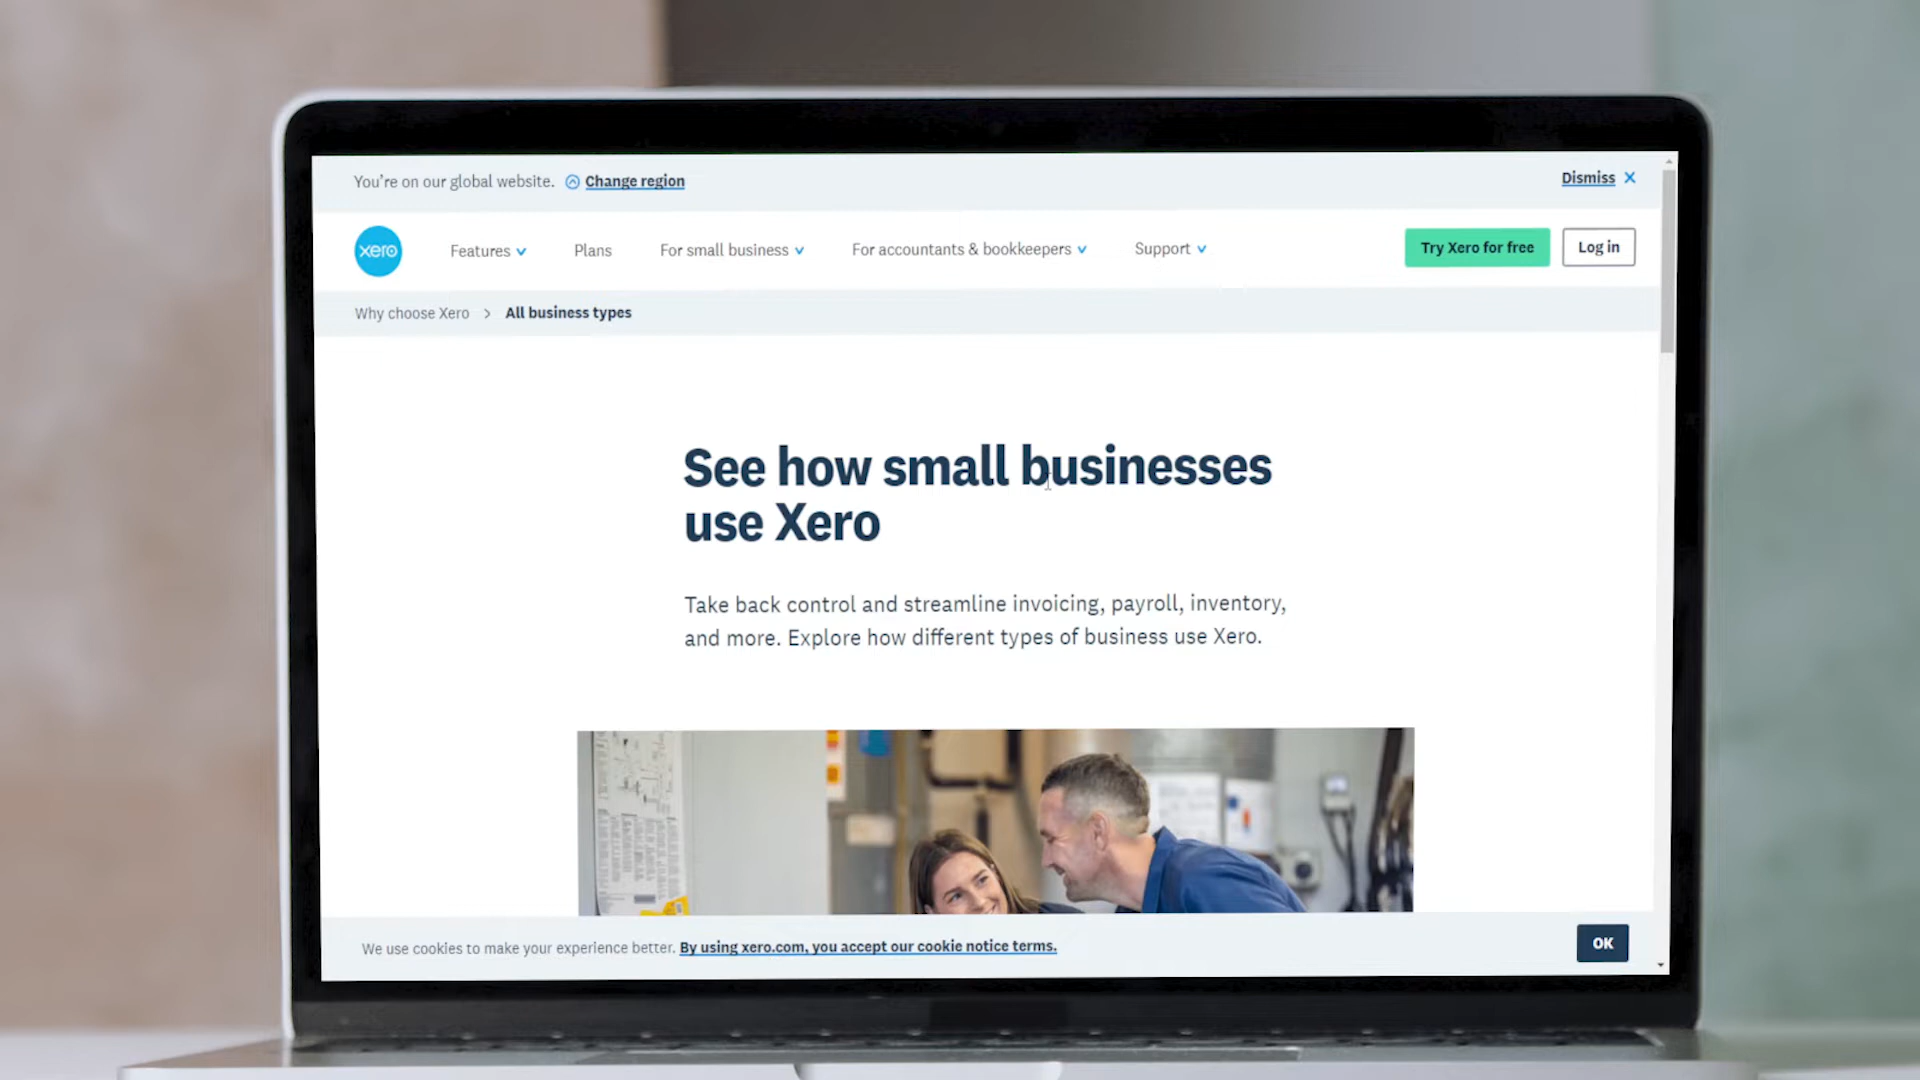 You're on our global website. Change region
Dismiss
xero
Features
Plans
For small business
For accountants & bookkeepers
Support
Try Xero for free
Log in
Why choose Xero > All business types
See how small businesses
use Xero
Take back control and streamline invoicing, payroll, inventory,
and more. Explore how different types of business use Xero.
We use cookies to make your experience better. By using xero.com, you accept our cookie notice terms.
OK